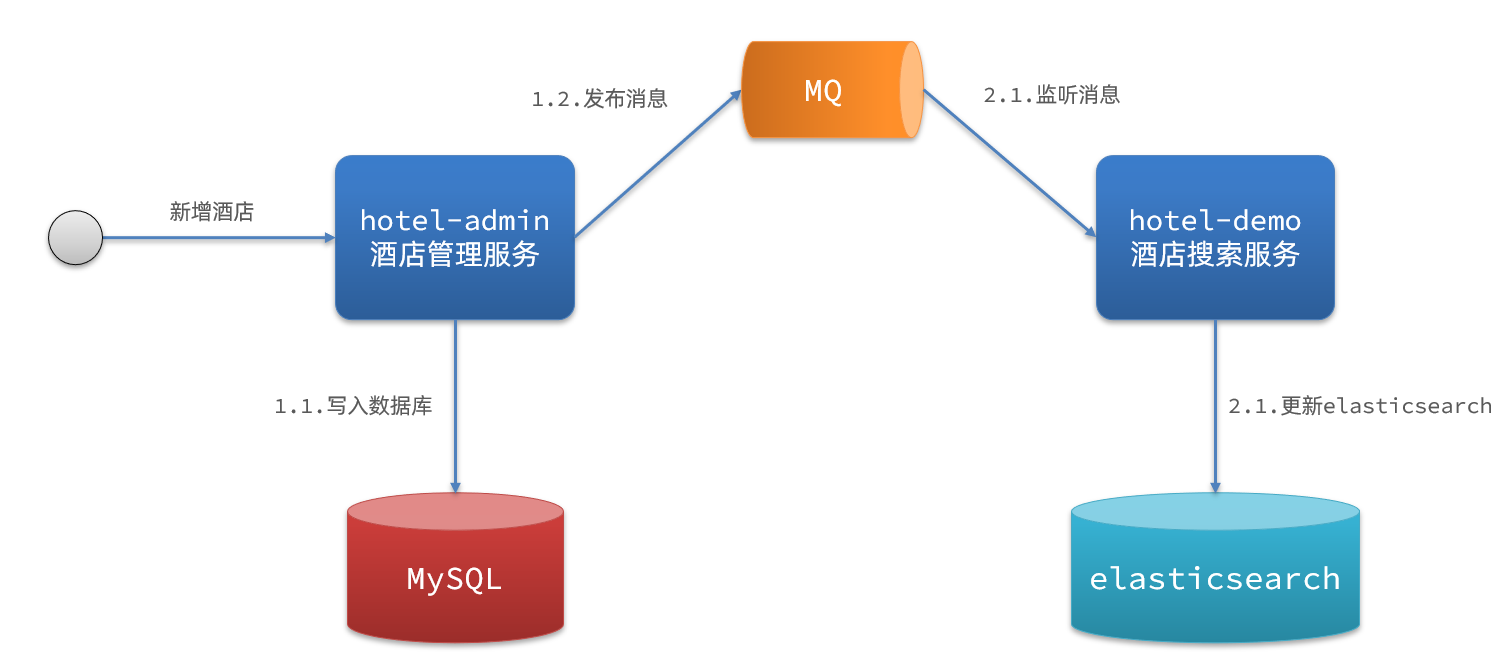 MQ
1.2.发布消息
2.1.监听消息
新增酒店
hotel-admin
酒店管理服务
hotel-demo
酒店搜索服务
1.1.写入数据库
2.1.更新elasticsearch
MySQL
elasticsearch